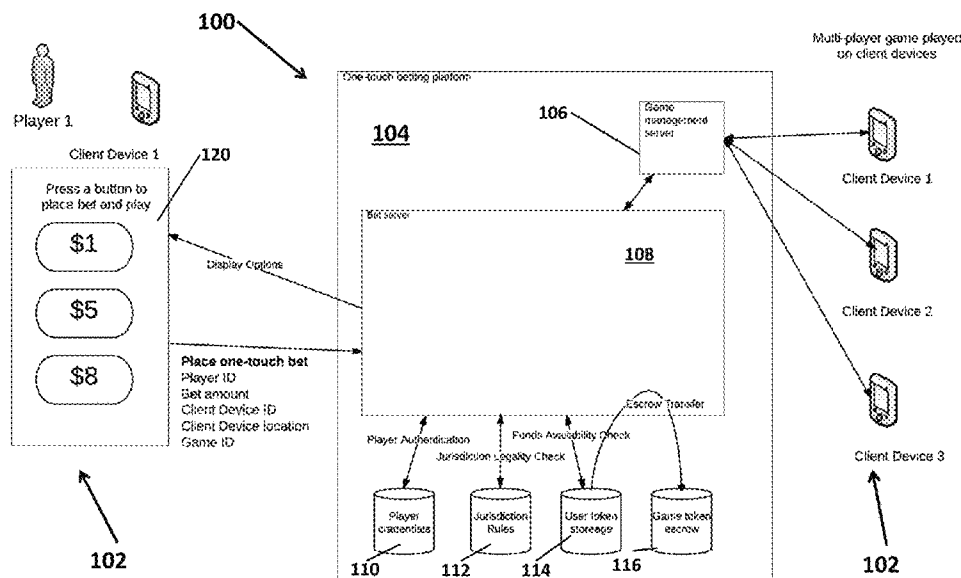 100
Multi-player game played
on client devices
One-touch betting platform
Player 1
Client Device 1
120
Press a button to
place bet and play
$1
$5
$8
102
Display Options
Place one-touch bet
Player ID
Bet amount
Client Device ID
Client Device location
Game ID
104
106
Game
management
server
Bet server
108
Escrow Transfer
Player Authentication
Funds Availability Check
Jurisdiction Legality Check
Player
credentials
Jurisdiction
Rules
User token
storeage
Game token
escrow
110
112
114
116
Client Device 1
Client Device 2
Client Device 3
102